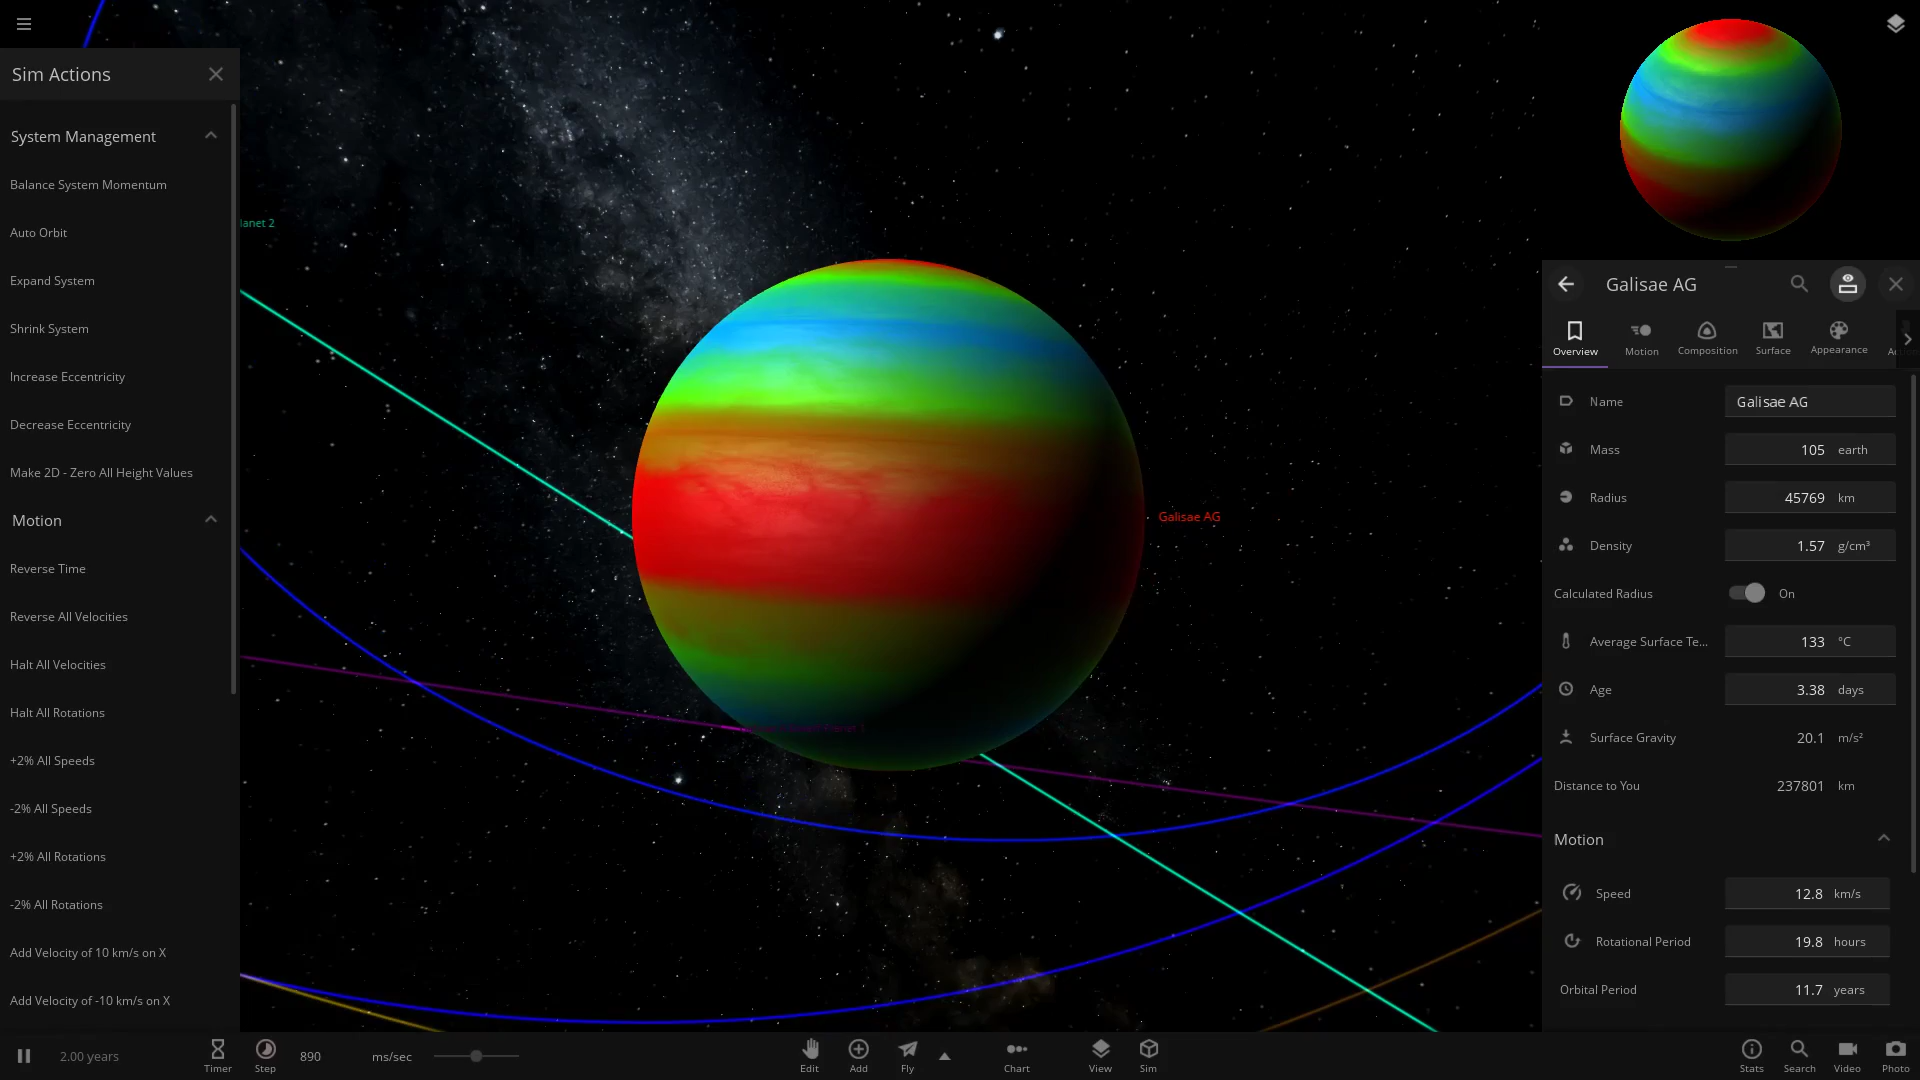 Sim Actions
System Management
Balance System Momentum
Auto Orbit
Expand System
Shrink System
Increase Eccentricity
Decrease Eccentricity
Make 2D - Zero All Height Values
Motion
Reverse Time
Reverse All Velocities
Halt All Velocities
Halt All Rotations
+2% All Speeds
-2% All Speeds
+2% All Rotations
-2% All Rotations
Add Velocity of 10 km/s on X
Add Velocity of -10 km/s on X
lanet 2
Galisae AG
Galisae AG
Overview Motion Composition Surface Appearance
Name Galisae AG
Mass 105 earth
Radius 45769 km
Density 1.57 g/cm³
Calculated Radius On
Average Surface Te... 133 °C
Age 3.38 days
Surface Gravity 20.1 m/s²
Distance to You 237801 km
Motion
Speed 12.8 km/s
Rotational Period 19.8 hours
Orbital Period 11.7 years
2.00 years
Timer
Step
890 ms/sec
Edit
Add
Fly
Chart
View
Sim
Stats
Search
Video
Photo